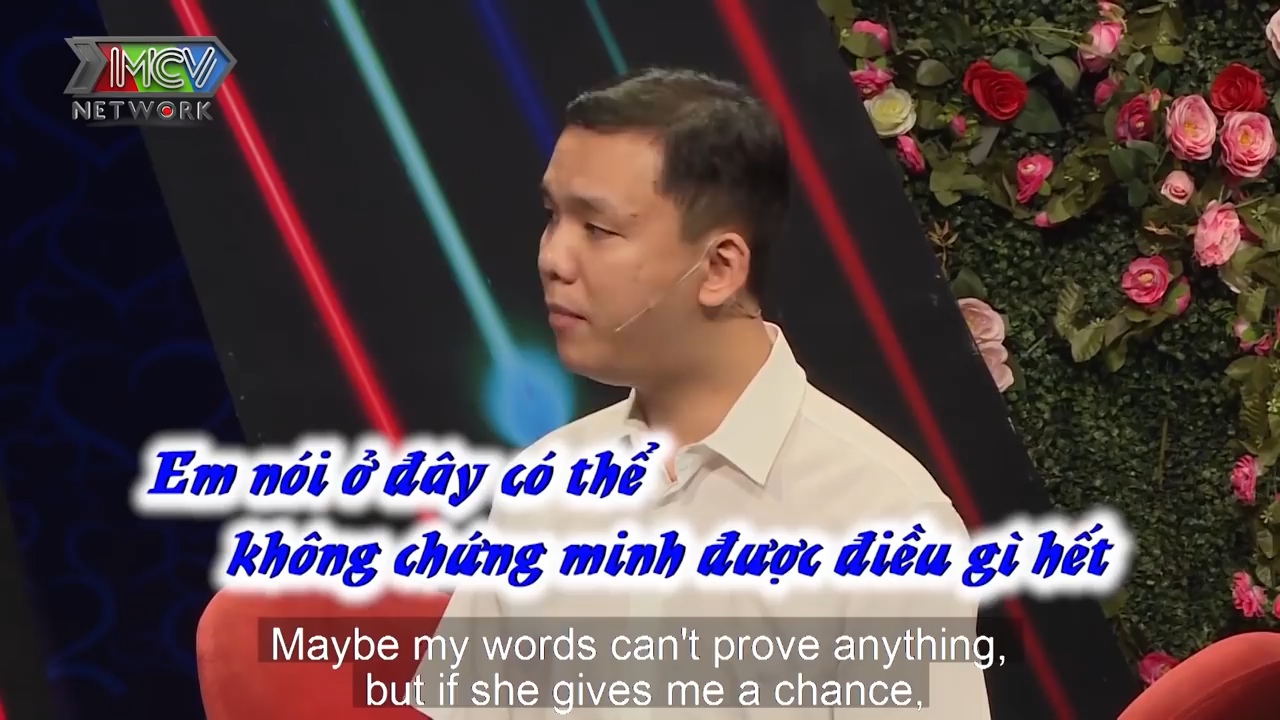 MCV
NETWORK
Em nói ở đây có thể
không chứng minh được điều gì hết
Maybe my words can't prove anything,
but if she gives me a chance,